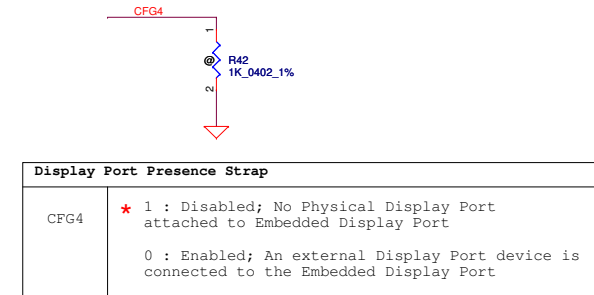 CFG4
1
@
R42
1K_0402_1%
2
Display Port Presence Strap
CFG4
* 1 : Disabled; No Physical Display Port
attached to Embedded Display Port
0 : Enabled; An external Display Port device is
connected to the Embedded Display Port